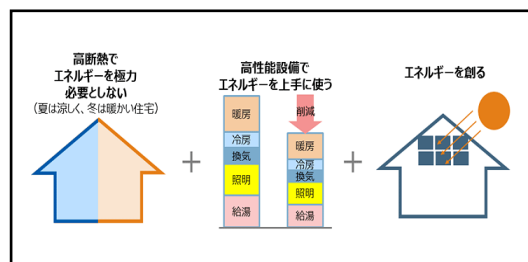 高断熱で
エネルギーを極力
必要としない
(夏は涼しく、冬は暖かい住宅)
高性能設備で
エネルギーを上手に使う
暖房
冷房
換気
照明
給湯
削減
暖房
冷房
換気
照明
給湯
エネルギーを創る